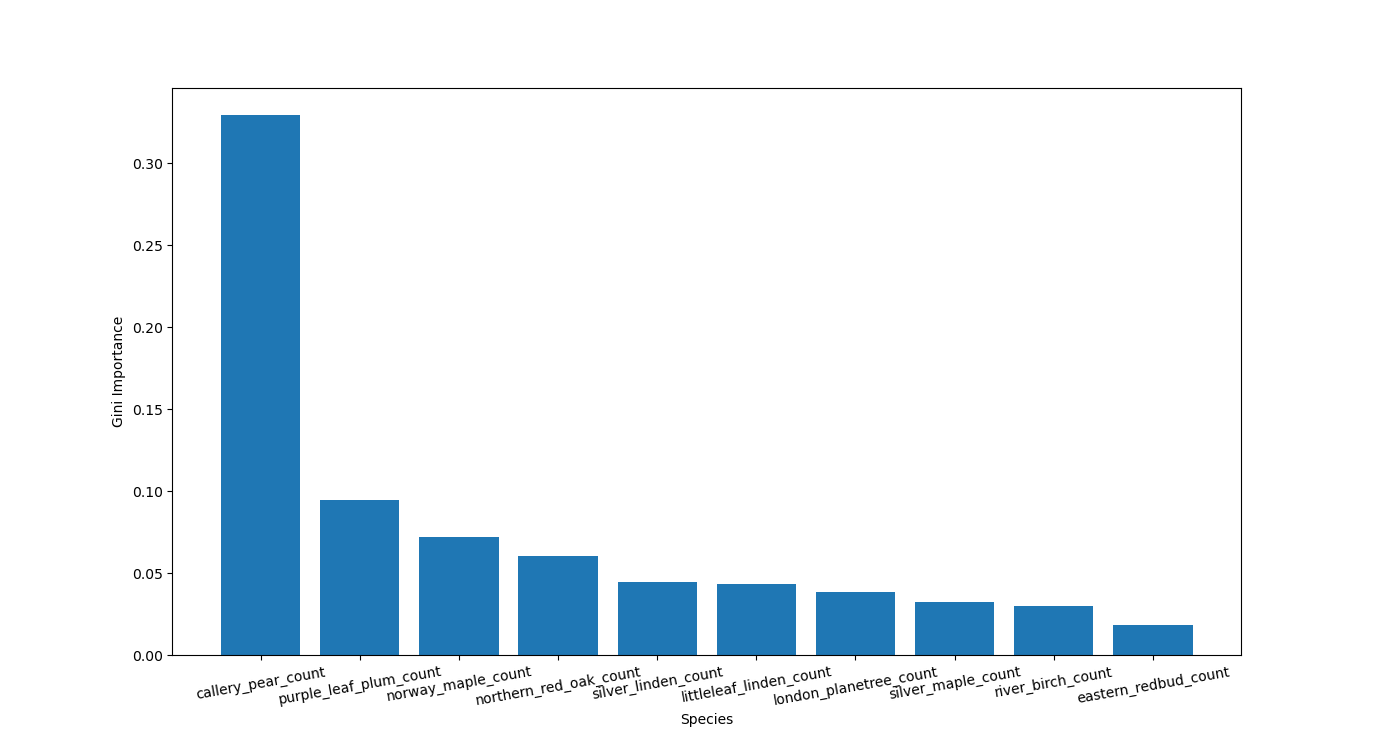 0.30
0.25
0.20
0.15
0.10
0.05
0.00
Gini Importance
callery_pear_count
purple_leaf_plum_count
norway_maple_count
northern_red_oak_count
silver_linden_count
littleleaf_linden_count
london_planetree_count
silver_maple_count
river_birch_count
eastern_redbud_count
Species